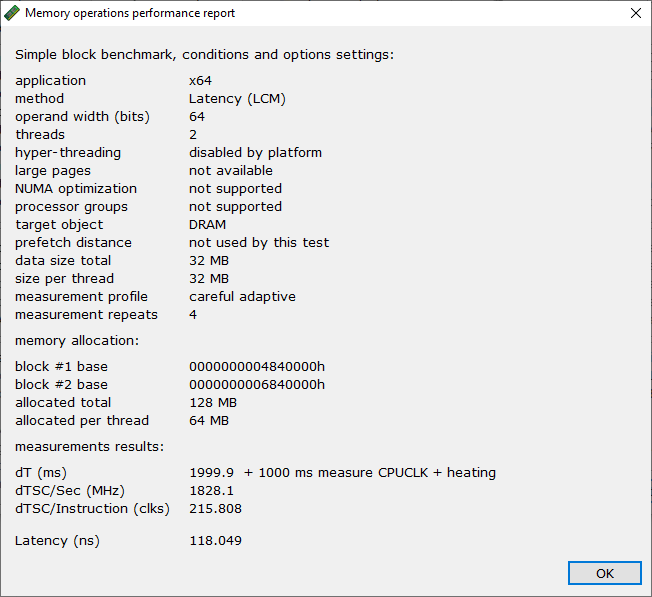 Memory operations performance report
Simple block benchmark, conditions and options settings:
application x64
method Latency (LCM)
operand width (bits) 64
threads 2
hyper-threading disabled by platform
large pages not available
NUMA optimization not supported
processor groups not supported
target object DRAM
prefetch distance not used by this test
data size total 32 MB
size per thread 32 MB
measurement profile careful adaptive
measurement repeats 4
memory allocation:
block #1 base 0000000004840000h
block #2 base 0000000006840000h
allocated total 128 MB
allocated per thread 64 MB
measurements results:
dT (ms) 1999.9 + 1000 ms measure CPUCLK + heating
dTSC/Sec (MHz) 1828.1
dTSC/Instruction (clks) 215.808
Latency (ns) 118.049
OK